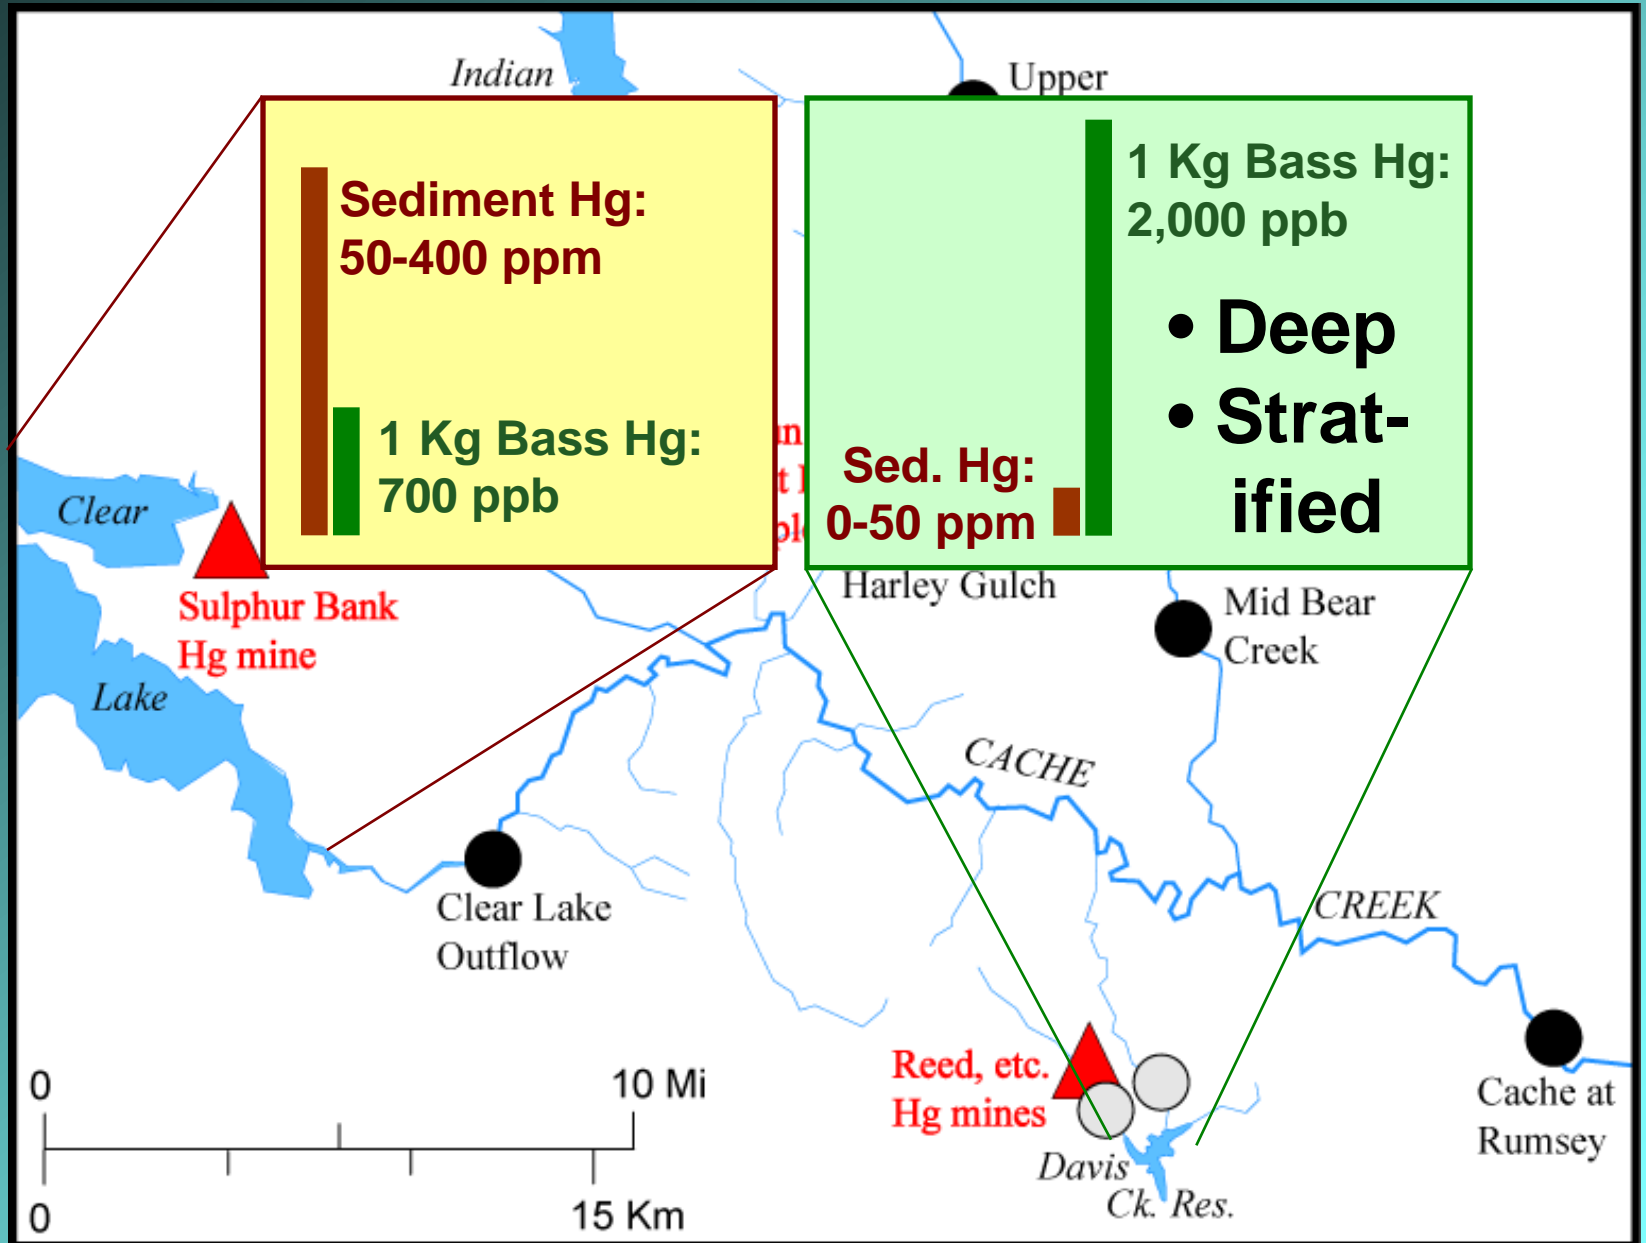 Indian
Upper
Sediment Hg:
50-400 ppm
1 Kg Bass Hg:
700 ppb
1 Kg Bass Hg:
2,000 ppb
• Deep
• Strat-
ified
Sed. Hg:
0-50 ppm
Clear
Sulphur Bank
Hg mine
Lake
Harley Gulch
Mid Bear
Creek
CACHE
CREEK
Clear Lake
Outflow
Reed, etc.
Hg mines
Davis
Ck. Res.
Cache at
Rumsey
0
10 Mi
0
15 Km